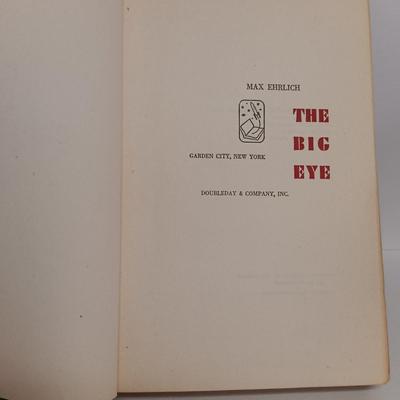 MAX EHRLICH
THE
BIG
EYE
GARDEN CITY, NEW YORK
DOUBLEDAY & COMPANY, INC.